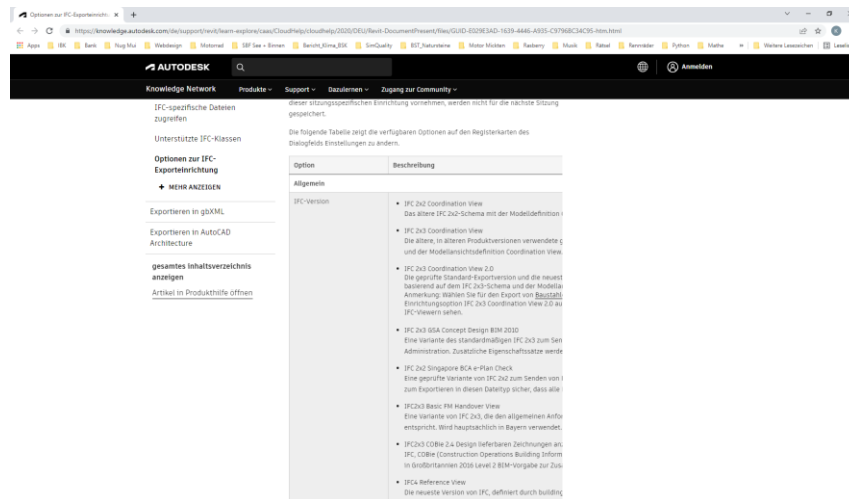 Optionen zur IFC-Exporteinricht
https://knowledge.autodesk.com/de/support/revit/learn-explore/caas/CloudHelp/cloudhelp/2020/DEU/Revit-DocumentPresent/files/GUID-E029E5AD-1639-4446-A935-C9796BC34C95-htm.html
Apps IBK Bank Nug Mui Webdesign Motorrad SBF See + Binnen Bericht_Klima_BSK SimQuality BST_Natursteine Motor Mickten Rasberry Musik Rätsel Rennräder Python Mathe » Weitere Lesezeichen Leselis
AUTODESK
Anmelden
Knowledge Network Produkte Support Dazulernen Zugang zur Community
IFC-spezifische Dateien
zugreifen
Unterstützte IFC-Klassen
Optionen zur IFC-
Exporteinrichtung
+ MEHR ANZEIGEN
Exportieren in gbXML
Exportieren in AutoCAD
Architecture
gesamtes Inhaltsverzeichnis
anzeigen
Artikel in Produkthilfe öffnen
dieser sitzungsspezifischen Einrichtung vornehmen, werden nicht für die nächste Sitzung
gespeichert.
Die folgende Tabelle zeigt die verfügbaren Optionen auf den Registerkarten des
Dialogfelds Einstellungen zu ändern.
Option Beschreibung
Allgemein
IFC-Version
• IFC 2x2 Coordination View
Das ältere IFC 2x2-Schema mit der Modelldefinition
• IFC 2x3 Coordination View
Die ältere, in älteren Produktversionen verwendete g
und der Modellansichtsdefinition Coordination View.
• IFC 2x3 Coordination View 2.0
Die geprüfte Standard-Exportversion und die neuest
basierend auf dem IFC 2x3-Schema und der Modella
Anmerkung: Wählen Sie für den Export von Baustahl
Einrichtungsoption IFC 2x3 Coordination View 2.0 au
IFC-Viewern sehen.
• IFC 2x3 GSA Concept Design BIM 2010
Eine Variante des standardmäßigen IFC 2x3 zum Sen
Administration. Zusätzliche Eigenschaftssätze werde
• IFC 2x2 Singapore BCA e-Plan Check
Eine geprüfte Variante von IFC 2x2 zum Senden von
zum Exportieren in diesen Dateityp sicher, dass alle
• IFC2x3 Basic FM Handover View
Eine Variante von IFC 2x3, die den allgemeinen Anfor
entspricht. Wird hauptsächlich in Bayern verwendet.
• IFC2x3 COBie 2.4 Design lieferbaren Zeichnungen an,
IFC, COBie (Construction Operations Building Inform
in Großbritannien 2016 Level 2 BIM-Vorgabe zur Zus
• IFC4 Reference View
Die neueste Version von IFC, definiert durch building